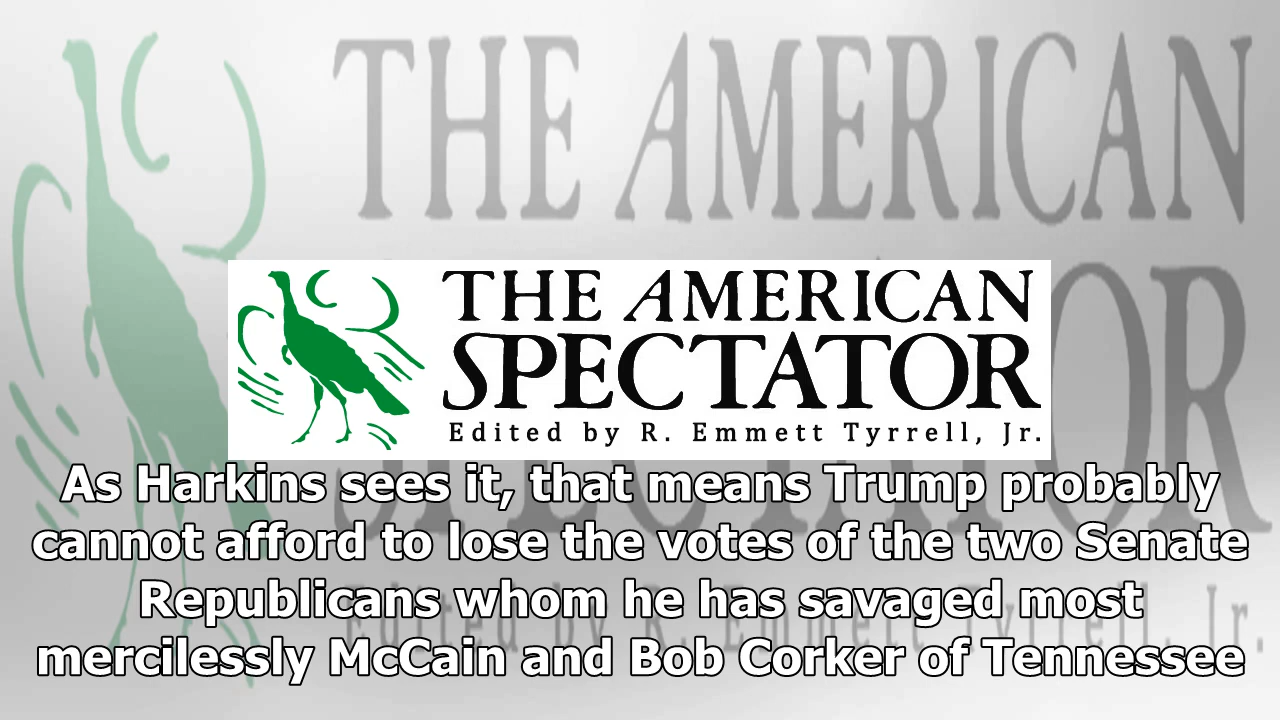 THE AMERICAN
THE AMERICAN
SPECTATOR
Edited by R. Emmett Tyrrell, Jr.
As Harkins sees it, that means Trump probably
cannot afford to lose the votes of the two Senate
Republicans whom he has savaged most
mercilessly McCain and Bob Corker of Tennessee